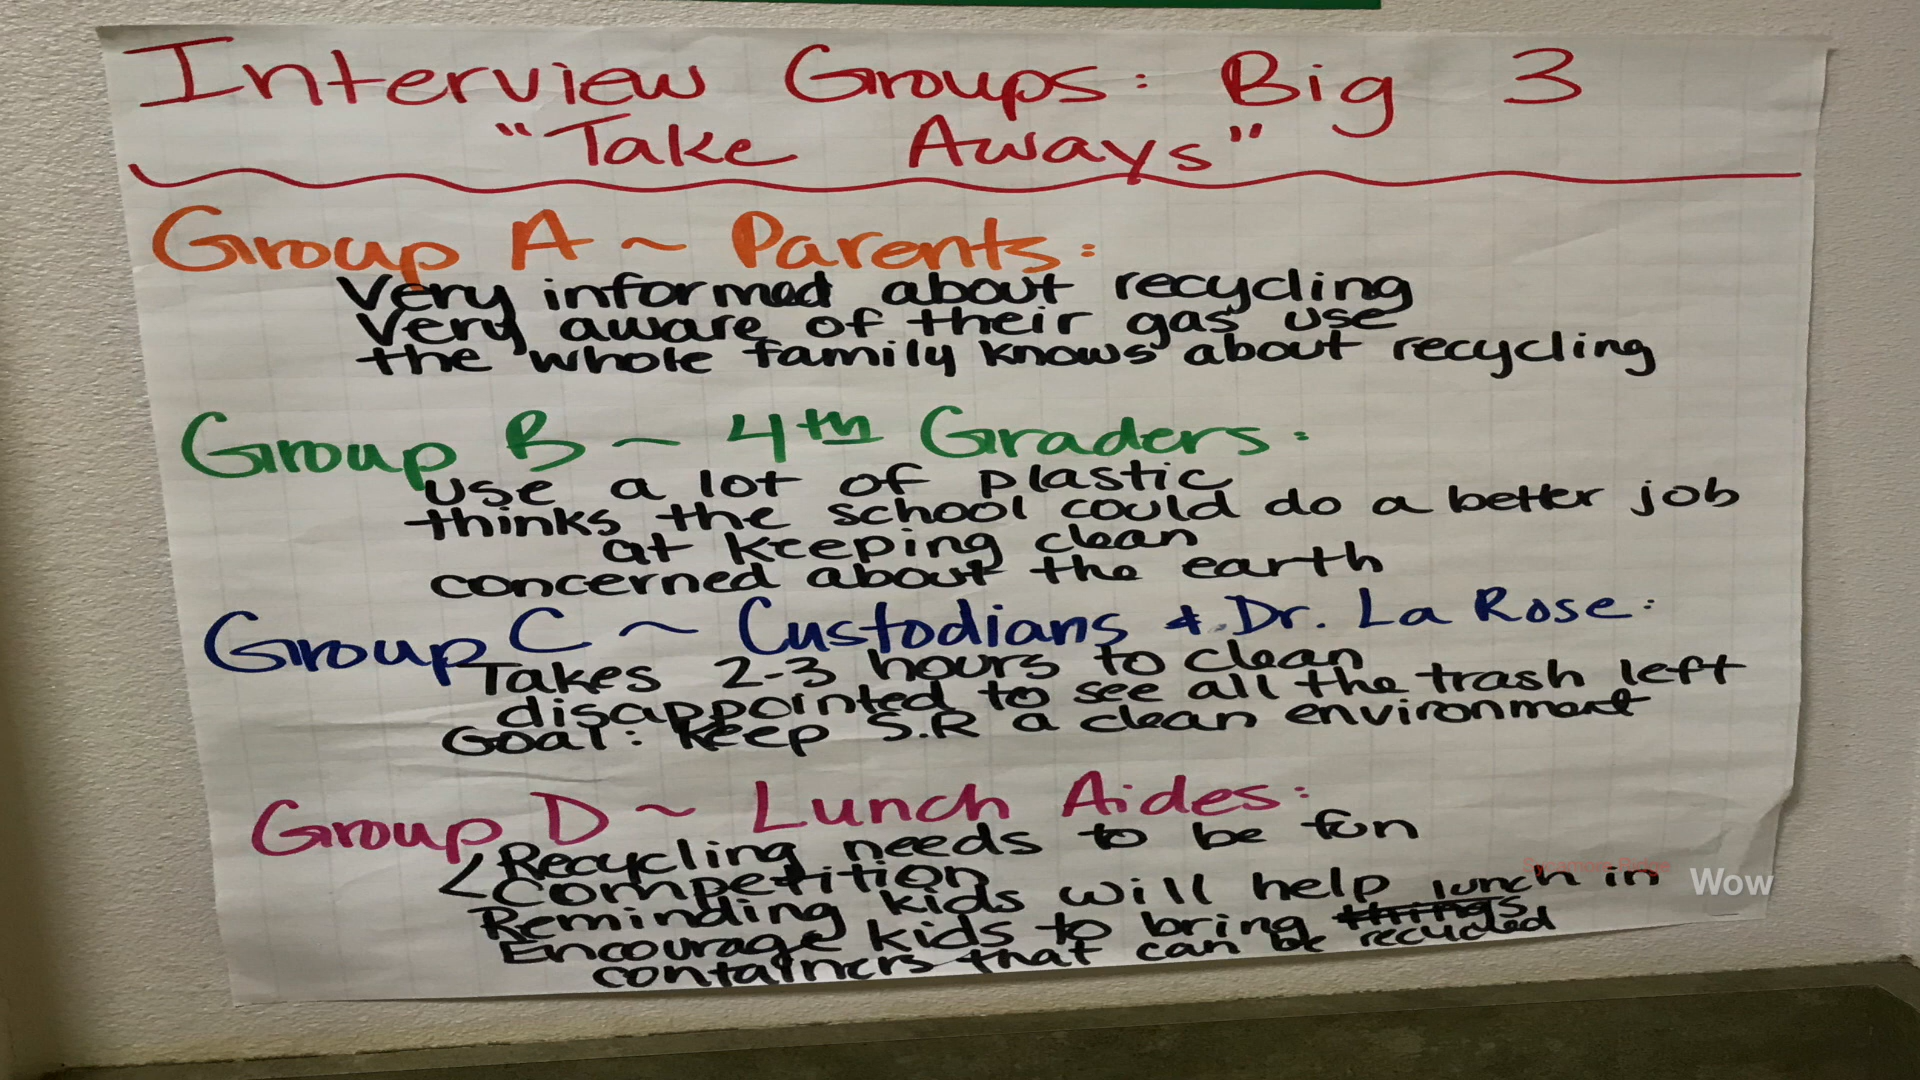 Interview Groups: Big 3
"Take Aways"
Group A ~ Parents:
Very informed about recycling
Very aware of their gas use
the whole family knows about recycling
Group B ~ 4th Graders:
use a lot of plastic
thinks the school could do a better job
at keeping clean
concerned about the earth
Group C ~ Custodians & Dr. La Rose:
Takes 2-3 hours to clean
disappointed to see all the trash left
Goal: Keep S.R a clean environment
Group D ~ Lunch Aides:
Recycling needs to be fun
Competition
Reminding kids will help
Encourage kids to bring things lunch in
containers that can be recycled
Sycamore Ridge
Wow